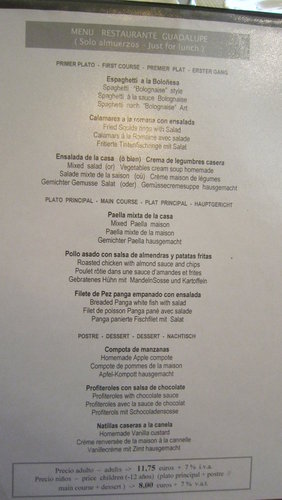 MENU RESTAURANTE GUADALUPE
( Solo almuerzos - Just for lunch )
PRIMER PLATO - FIRST COURSE - PREMIER PLAT - ERSTER GANG
Espaghetti a la Boloñesa
Spaghetti "Bolognaise" style
Spaghetti à la sauce Bolognaise
Spaghetti nach "Bolognaise" Art
Calamares a la romana con ensalada
Fried Squids rings with Salad
Calamars à la Romaine avec salade
Fritierte Tintenfischringe mit Salat
Ensalada de la casa (ò bien) Crema de legumbres casera
Mixed salad (or) Vegetables cream soup homemade
Salade mixte de la saison (où) Crème maison de légumes
Gemichter Gemusse Salat (oder) Gemüssecremesuppe hausgemacht
PLATO PRINCIPAL - MAIN COURSE - PLAT PRINCIPAL - HAUPTGERICHT
Paella mixta de la casa
Mixed Paella maison
Paella mixte de la maison
Gemichter Paella hausgemacht
Pollo asado con salsa de almendras y patatas fritas
Roasted chicken with almond sauce and chips
Poulet rôtie dans une sauce d'amandes et frites
Gebratenes Hühn mit MandelnSosse und Kartoffeln
Filete de Pez panga empanado con ensalada
Breaded Panga white fish with salad
Filet de poisson Panga pané avec salade
Panga panierte Fischfilet mit Salat
POSTRE - DESSERT - DESSERT - NACHTISCH
Compota de manzanas
Homemade Apple compote
Compote de pommes de la maison
Apfel-Kompott hausgemacht
Profiteroles con salsa de chocolate
Profiteroles with chocolate sauce
Profiteroles avec la sauce de chocolat
Profiteroles mit Schocoladensosse
Natillas caseras a la canela
Homemade Vanilla custard
Crème renversée de la maison à la cannelle
Vanillecreme mit Zimt hausgemacht
Precio adulto - adults -> 11,75 euros + 7% i.v.a.
Precio niños - price children (-12 años) (plato principal + postre //
main course + dessert) -> 8,00 euros + 7% v.a.t.